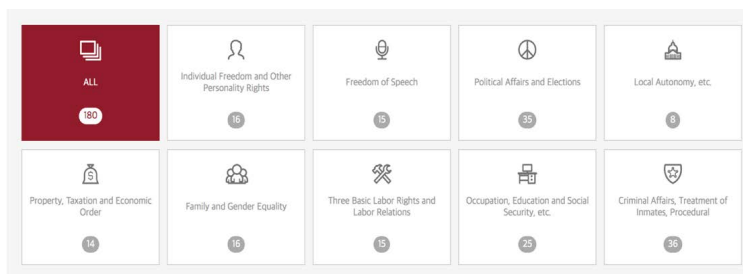 ALL
180
Individual Freedom and Other
Personality Rights
16
Freedom of Speech
15
Political Affairs and Elections
35
Local Autonomy, etc.
8
Property, Taxation and Economic
Order
14
Family and Gender Equality
16
Three Basic Labor Rights and
Labor Relations
15
Occupation, Education and Social
Security, etc.
25
Criminal Affairs, Treatment of
Inmates, Procedural
36